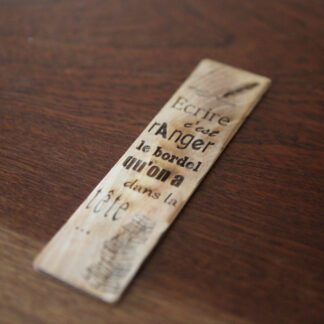 Ecrire
c'est
rAnger
le bordel
qu'on a
dans la
tête
...